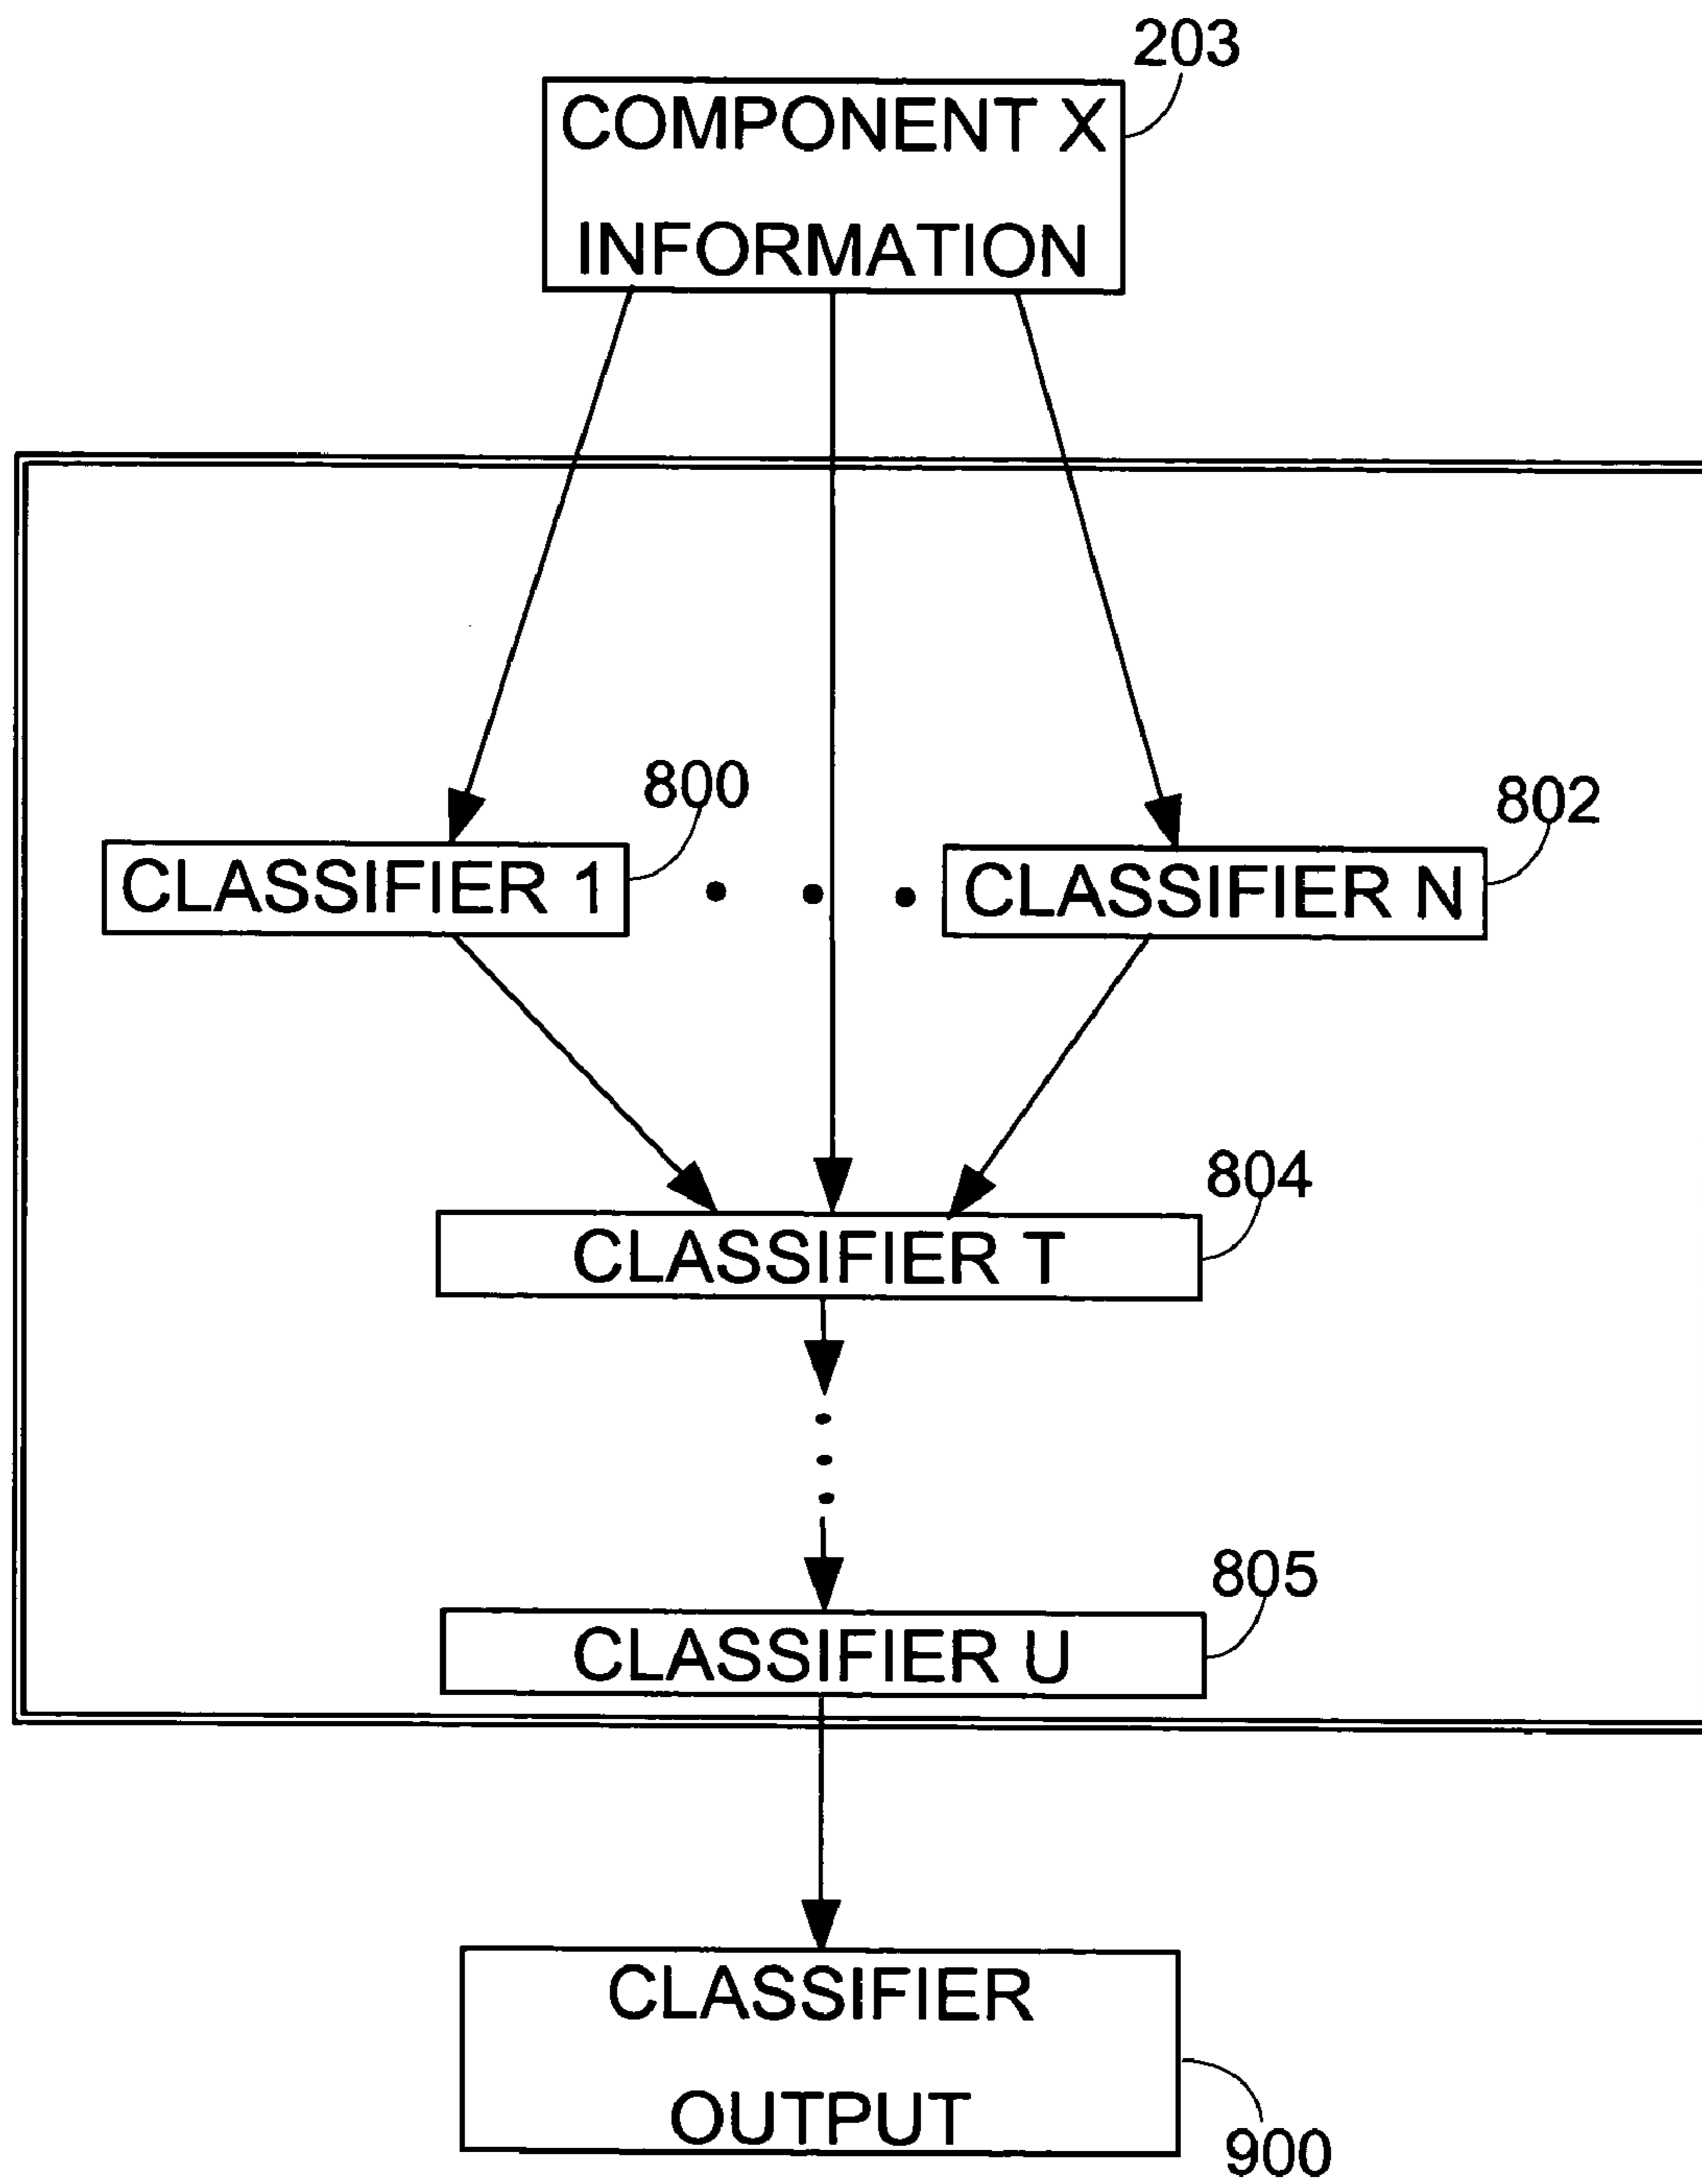 203
COMPONENT X
INFORMATION
800
802
CLASSIFIER 1
CLASSIFIER N
804
CLASSIFIER T
805
CLASSIFIER U
CLASSIFIER
OUTPUT
900